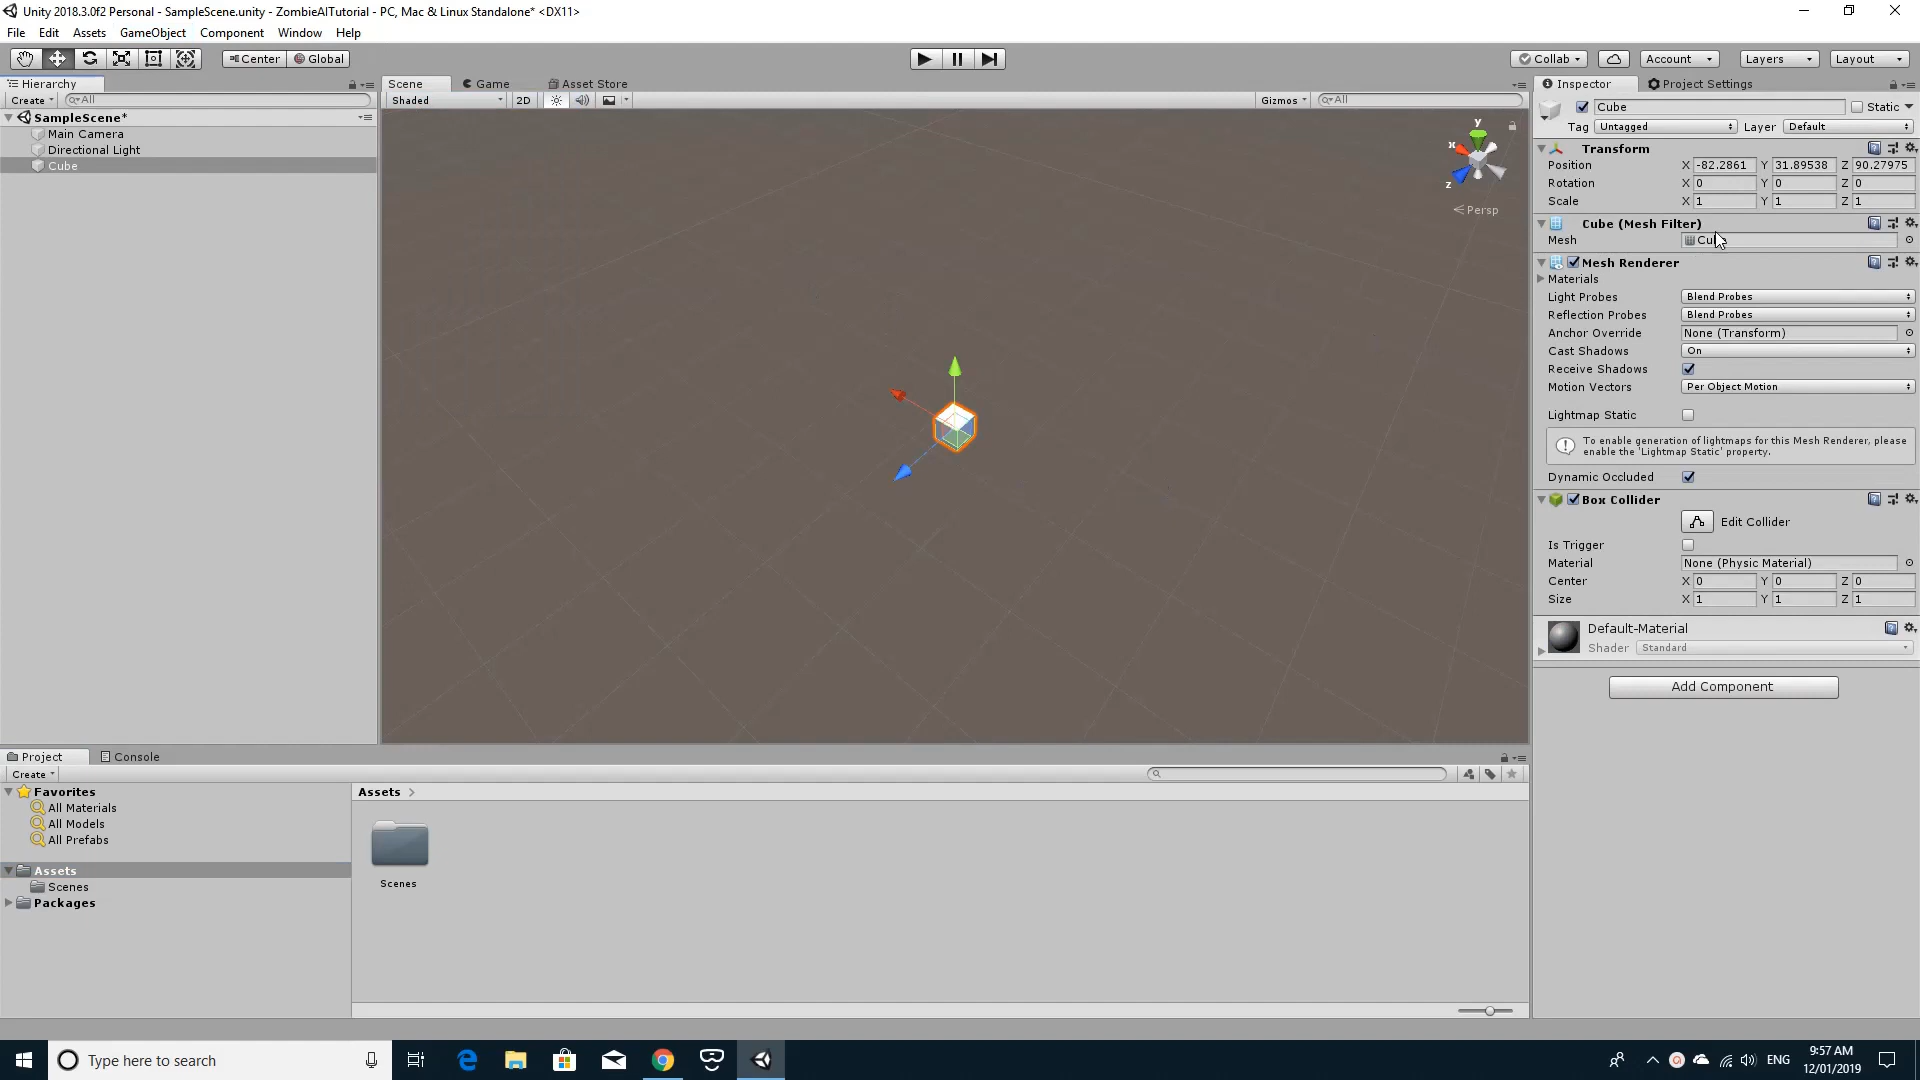 Unity 2018.3.0f2 Personal - SampleScene.unity - ZombieAITutorial - PC, Mac & Linux Standalone* <DX11>
File Edit Assets GameObject Component Window Help
Center Global Collab Account Layers Layout
Hierarchy Scene Game Asset Store Inspector Project Settings
Create All Shaded 2D Gizmos All
Cube Static
SampleScene*
Tag Untagged Layer Default
Main Camera
Directional Light
Cube
y
x
z
Persp
Transform
Position X -82.2861 Y 31.89538 Z 90.27975
Rotation X 0 Y 0 Z 0
Scale X 1 Y 1 Z 1
Cube (Mesh Filter)
Mesh Cube
Mesh Renderer
Materials
Light Probes Blend Probes
Reflection Probes Blend Probes
Anchor Override None (Transform)
Cast Shadows On
Receive Shadows
Motion Vectors Per Object Motion
Lightmap Static
To enable generation of lightmaps for this Mesh Renderer, please
enable the 'Lightmap Static' property.
Dynamic Occluded
Box Collider
Edit Collider
Is Trigger
Material None (Physic Material)
Center X 0 Y 0 Z 0
Size X 1 Y 1 Z 1
Default-Material
Shader Standard
Add Component
Project Console
Create
Favorites
All Materials
All Models
All Prefabs
Assets
Scenes
Packages
Assets
Scenes
Type here to search
ENG
9:57 AM
12/01/2019